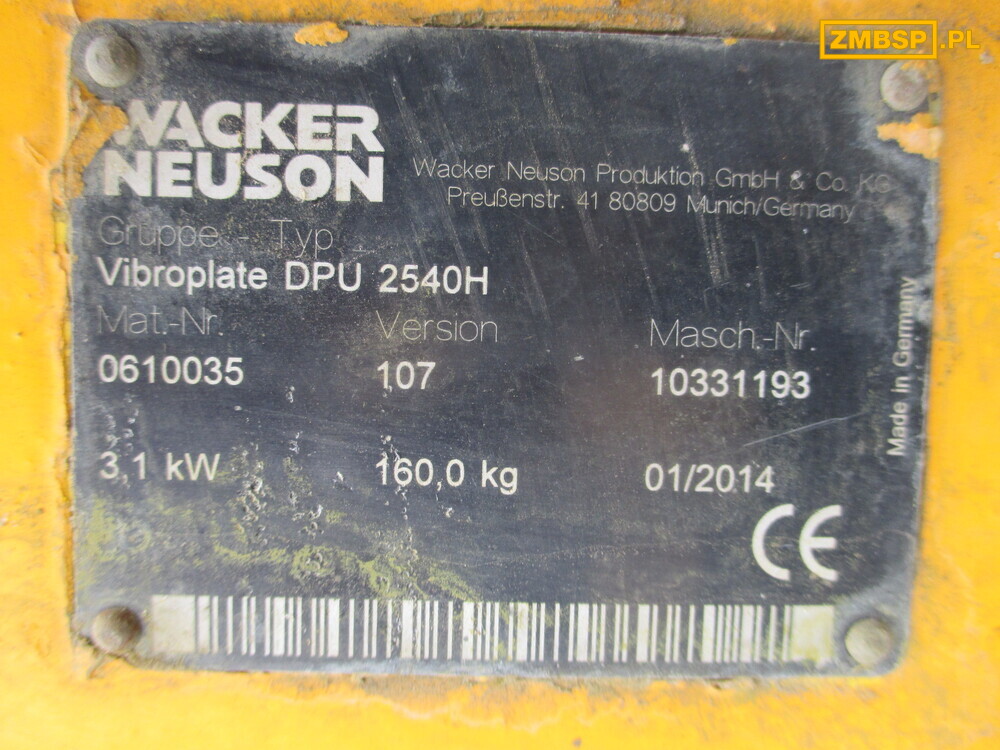 ZMBSP.PL
WACKER
NEUSON
Wacker Neuson Produktion GmbH & Co. KG
Preußenstr. 41 80809 Munich/Germany
Gruppe - Typ
Vibroplate DPU 2540H
Mat.-Nr. Version Masch.-Nr.
0610035 107 10331193
3,1 kW 160,0 kg 01/2014
Made in Germany
CE